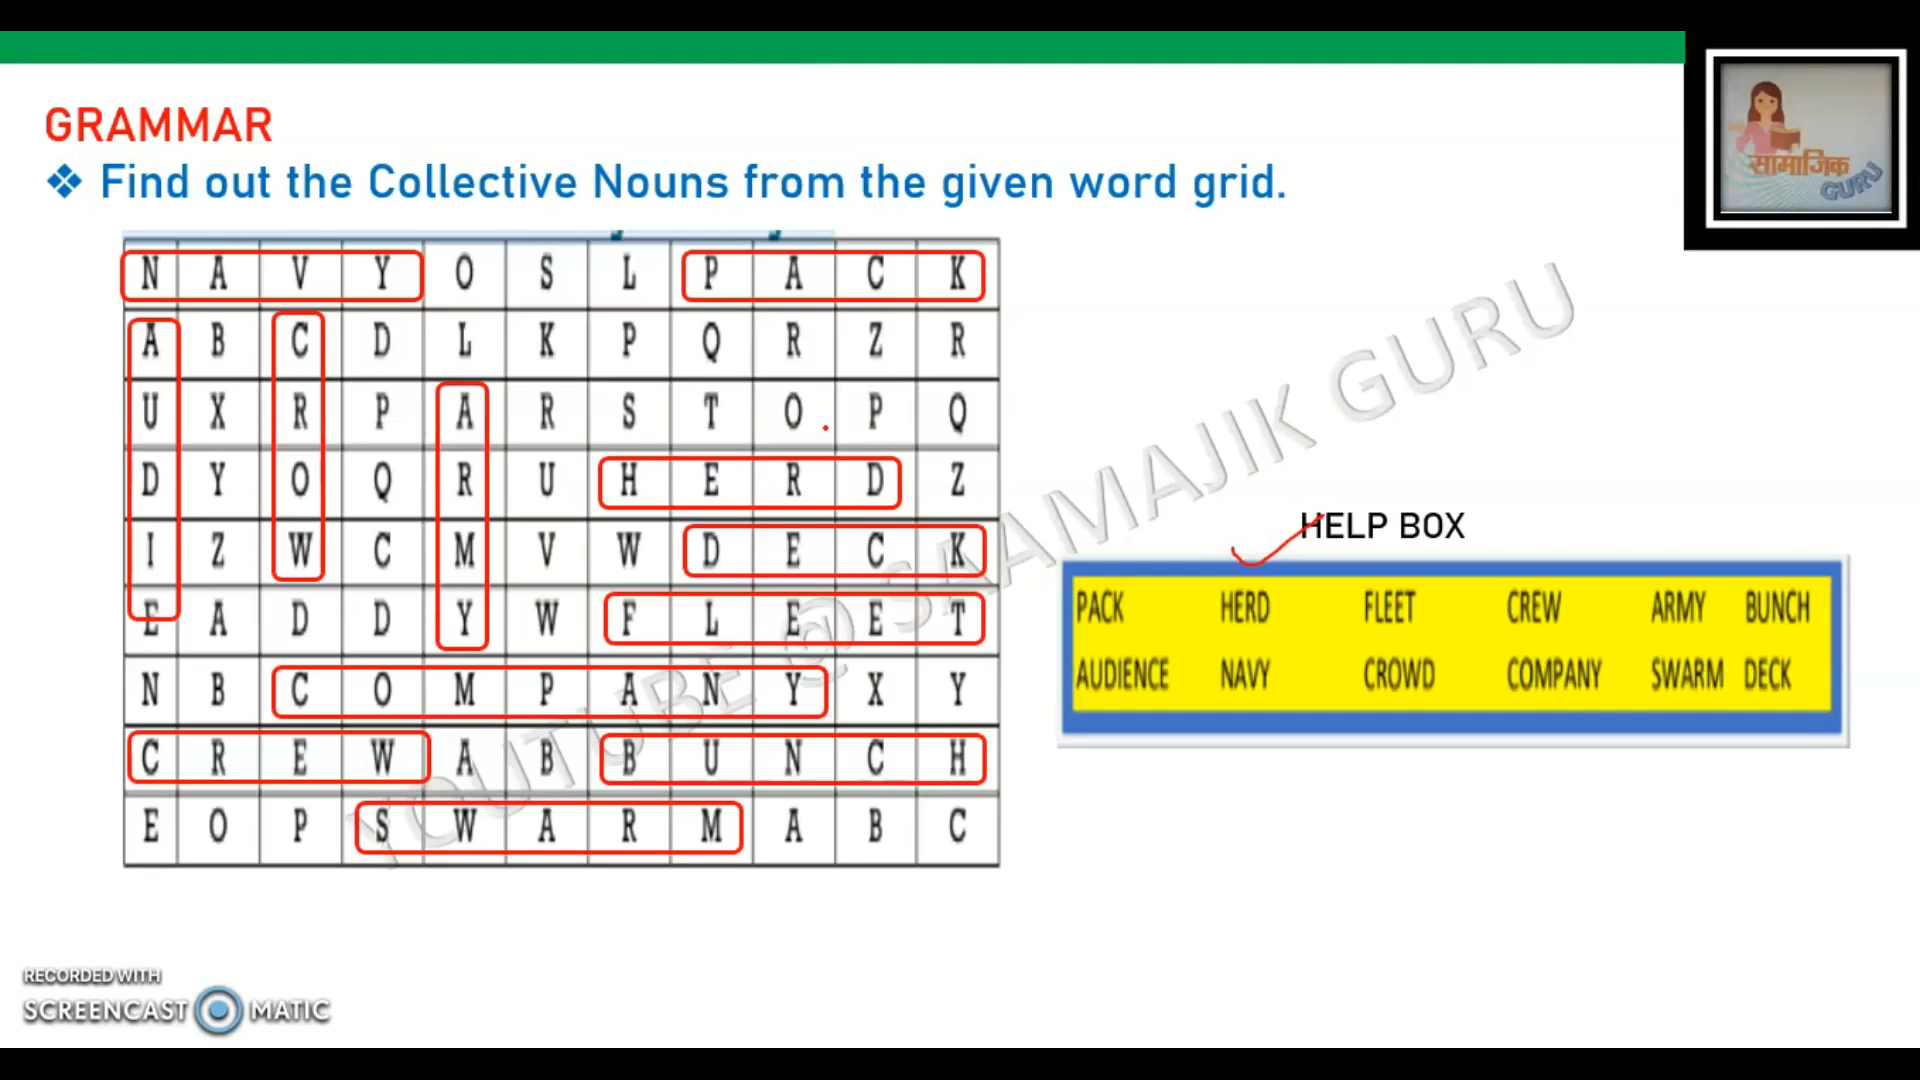 GRAMMAR
❖ Find out the Collective Nouns from the given word grid.
सामाजिक
GURU
N A V Y O S L P A C K
A B C D L K P Q R Z R
U X R P A R S T O P Q
D Y O Q R U H E R D Z
I Z W C M V W D E C K
E A D D Y W F L E E T
N B C O M P A N Y X Y
C R E W A B B U N C H
E O P S W A R M A B C
YOUTUBE @ SAAMAJIK GURU
HELP BOX
PACK HERD FLEET CREW ARMY BUNCH
AUDIENCE NAVY CROWD COMPANY SWARM DECK
RECORDED WITH
SCREENCAST MATIC